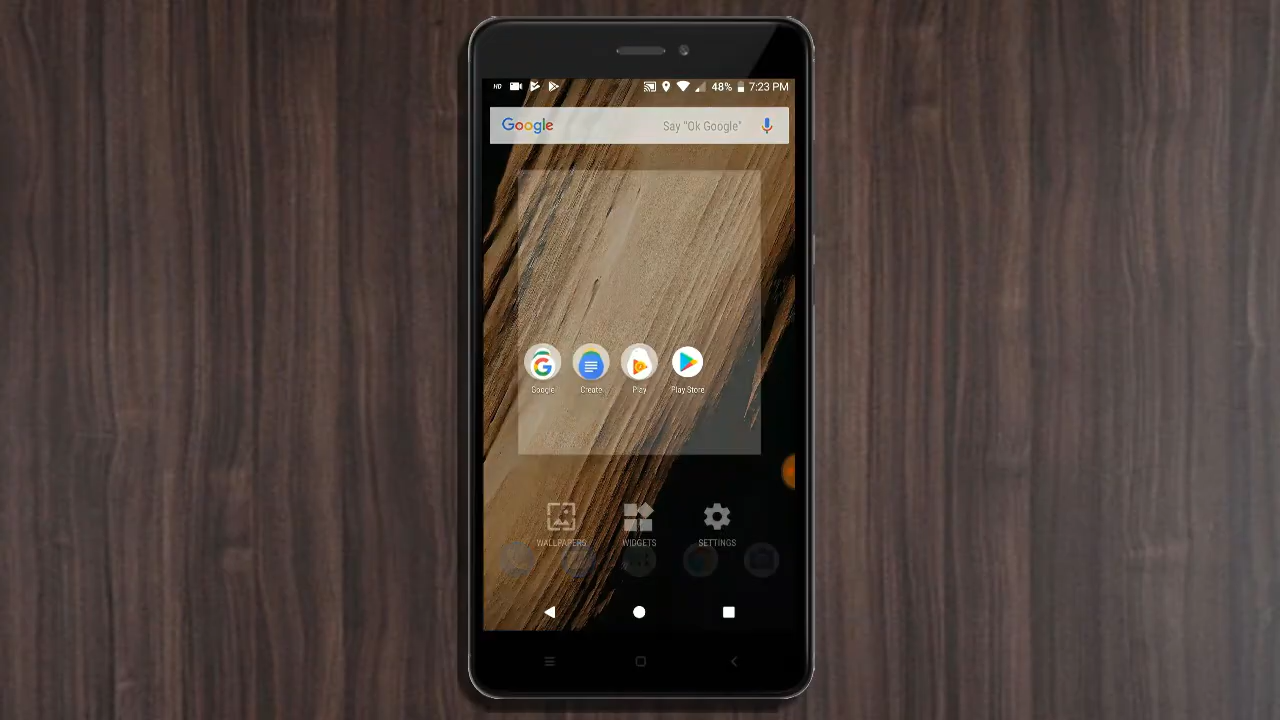 HD 48% 7:23 PM
Google Say "Ok Google"
Google Create Play Play Store
WALLPAPERS WIDGETS SETTINGS